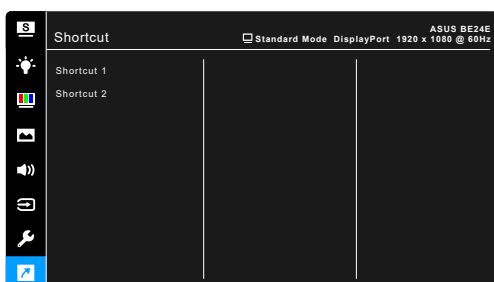 S
Shortcut
ASUS BE24E
Standard Mode DisplayPort 1920 x 1080 @ 60Hz
Shortcut 1
Shortcut 2